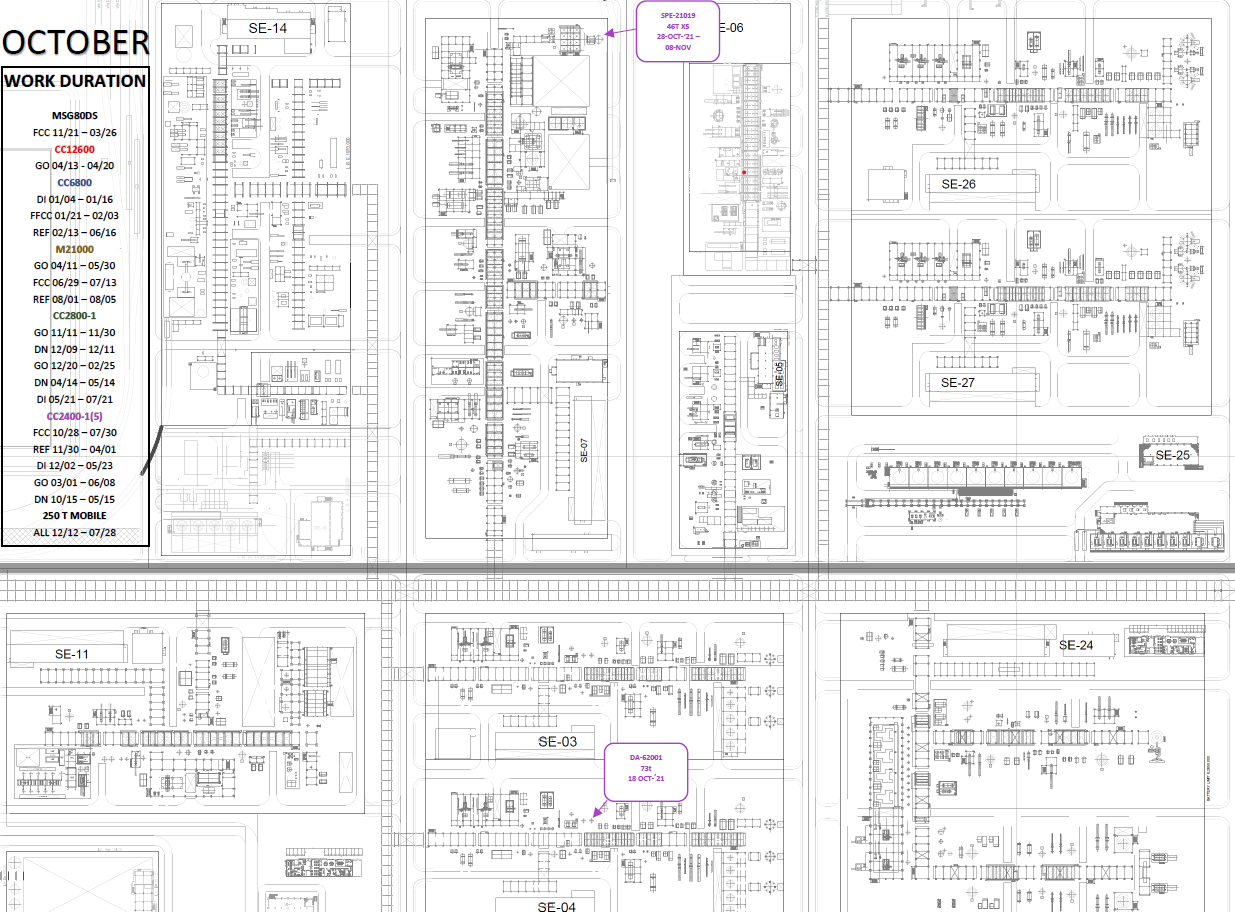 OCTOBER
WORK DURATION
MSG80DS
FCC 11/21 – 03/26
CC12600
GO 04/13 - 04/20
CC6800
DI 01/04 – 01/16
FFCC 01/21 – 02/03
REF 02/13 – 06/16
M21000
GO 04/11 – 05/30
FCC 06/29 – 07/13
REF 08/01 – 08/05
CC2800-1
GO 11/11 – 11/30
DN 12/09 – 12/11
GO 12/20 – 02/25
DN 04/14 – 05/14
DI 05/21 – 07/21
CC2400-1(5)
FCC 10/28 – 07/30
REF 11/30 – 04/01
DI 12/02 – 05/23
GO 03/01 – 06/08
DN 10/15 – 05/15
250 T MOBILE
ALL 12/12 – 07/28
SE-14
SPE-21019
46T X5
28-OCT-'21 –
08-NOV
E-06
SE-26
SE-27
SE-05
SE-07
SE-25
SE-11
SE-03
DA-62001
73t
18 OCT-'21
SE-24
SE-04